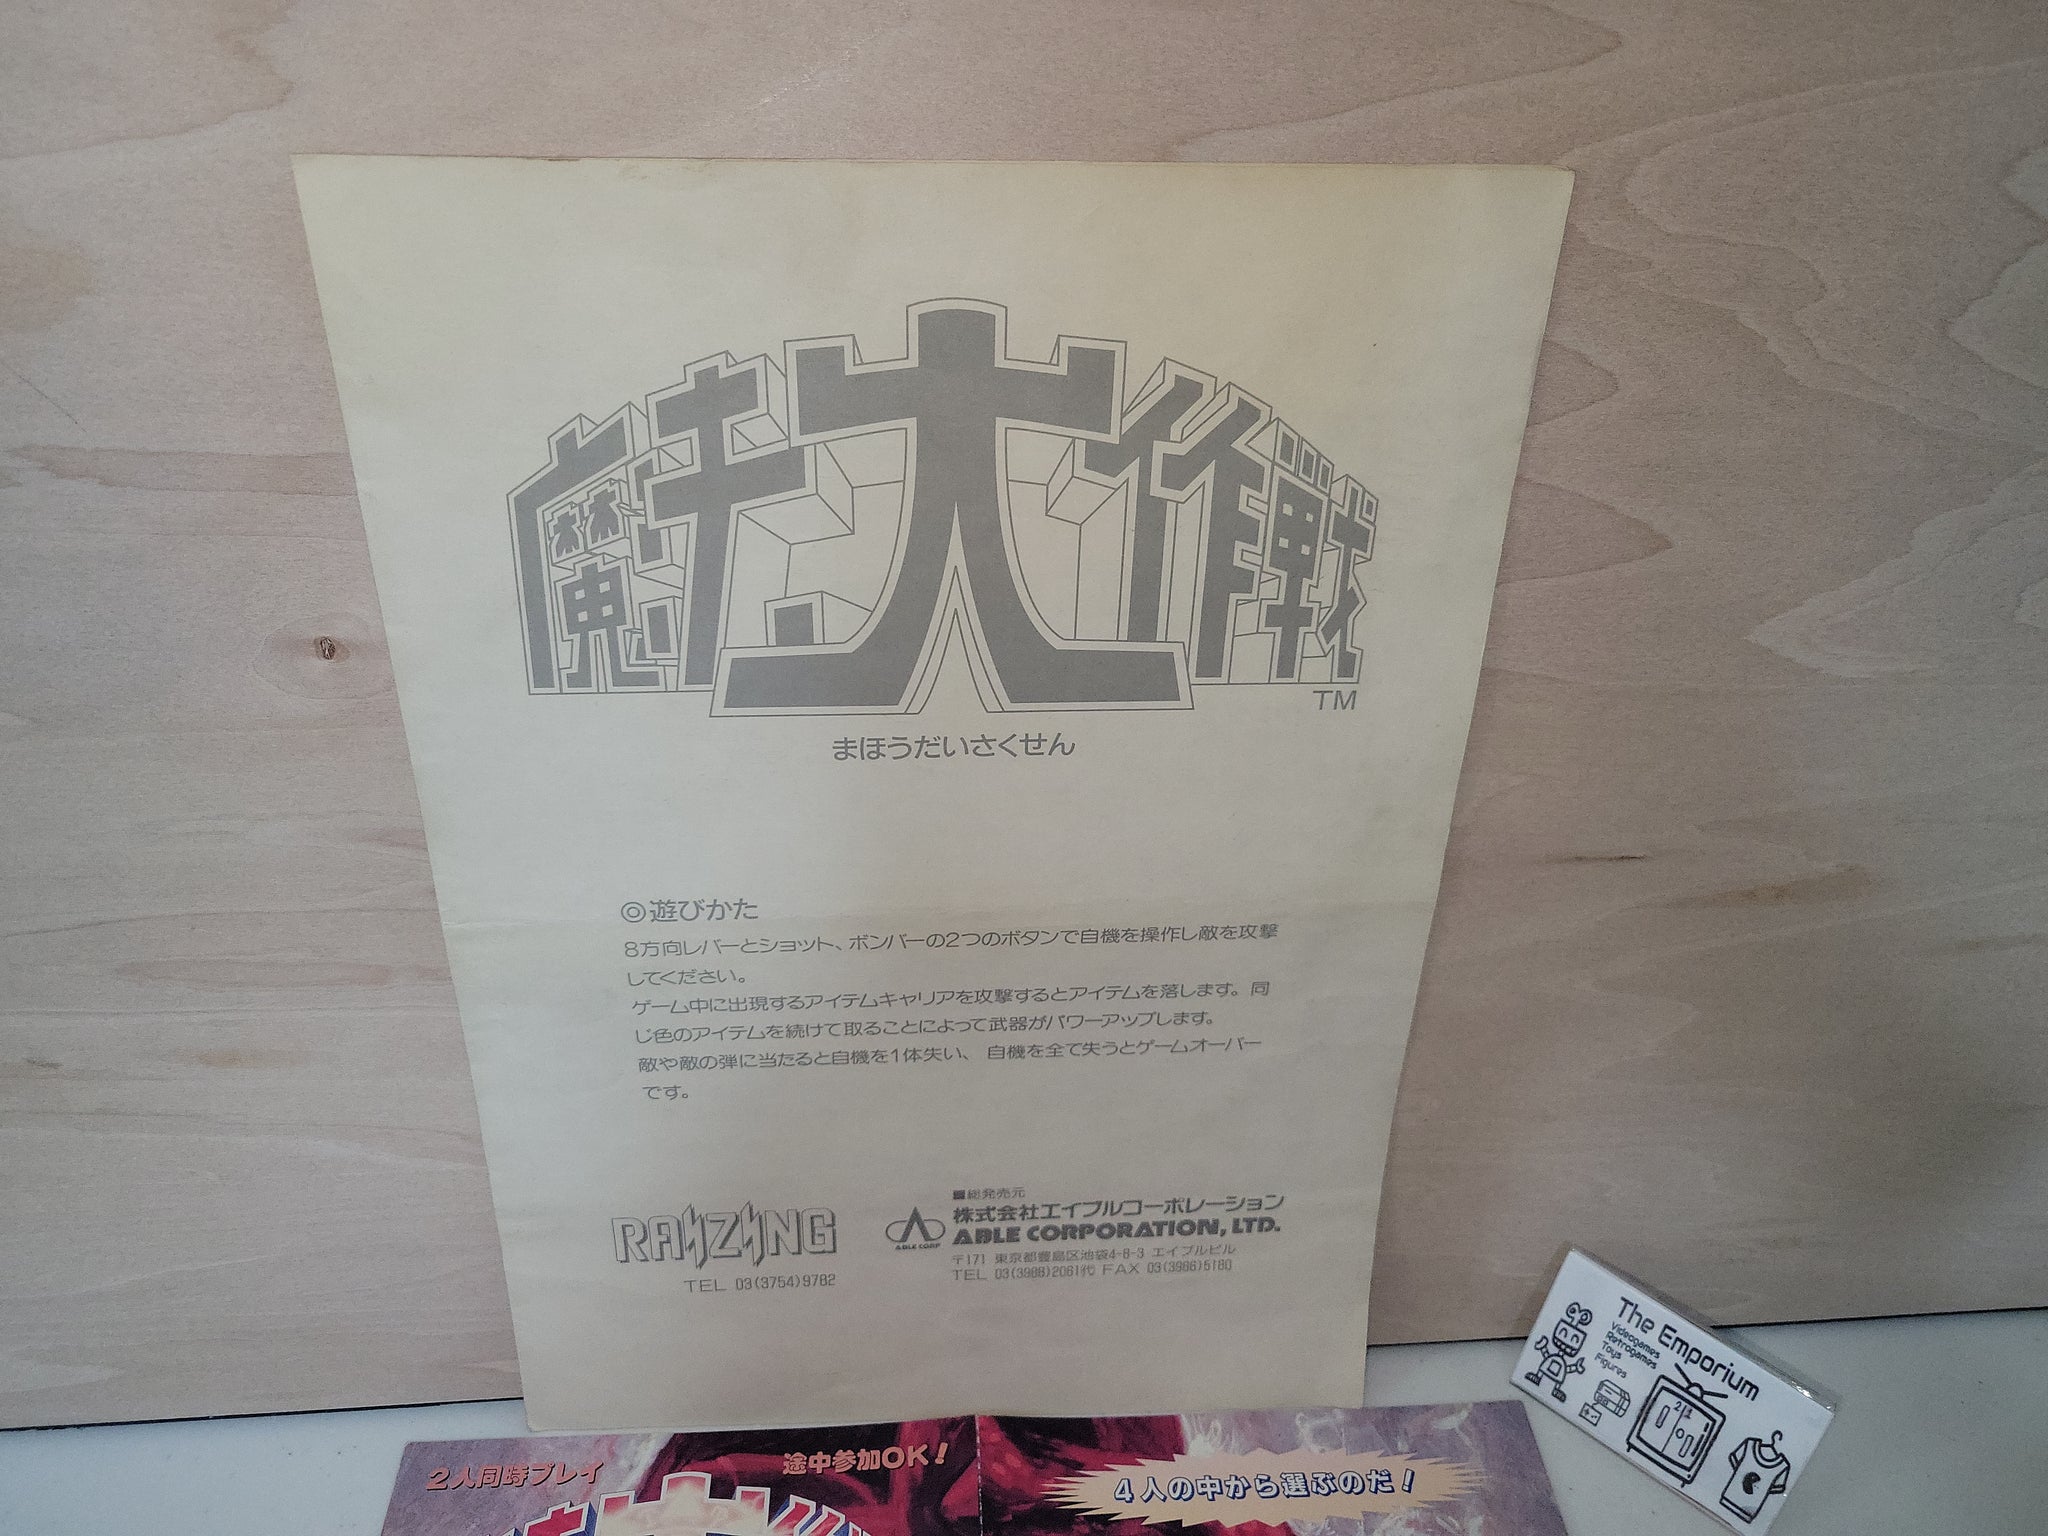 魔法大作戦
TM
まほうだいさくせん
◎遊びかた
8方向レバーとショット、ボンバーの2つのボタンで自機を操作し敵を攻撃
してください。
ゲーム中に出現するアイテムキャリアを攻撃するとアイテムを落します。同
じ色のアイテムを続けて取ることによって武器がパワーアップします。
敵や敵の弾に当たると自機を1体失い、自機を全て失うとゲームオーバー
です。
RAIZING
TEL 03(3754)9782
■総発売元
株式会社エイブルコーポレーション
ABLE CORP
ABLE CORPORATION, LTD.
〒171 東京都豊島区池袋4-8-3 エイブルビル
TEL 03(3986)2061代 FAX 03(3986)5180
The Emporium
Videogames
Retrogames
Toys
Figures
2人同時プレイ
途中参加OK!
4人の中から選ぶのだ!